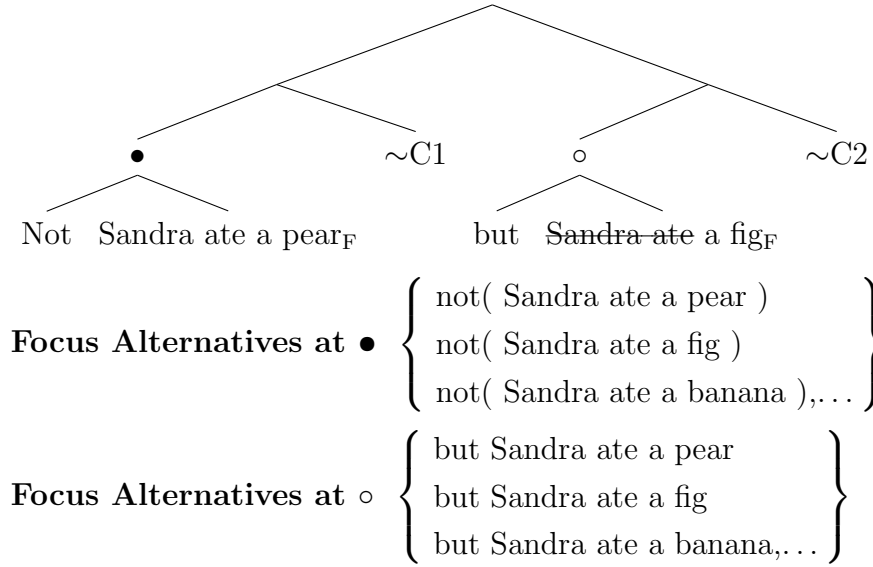 ● ~C1 ○ ~C2
Not Sandra ate a pear_F but ~~Sandra ate~~ a fig_F
Focus Alternatives at ● { not( Sandra ate a pear )
not( Sandra ate a fig )
not( Sandra ate a banana ),… }
Focus Alternatives at ○ { but Sandra ate a pear
but Sandra ate a fig
but Sandra ate a banana,… }